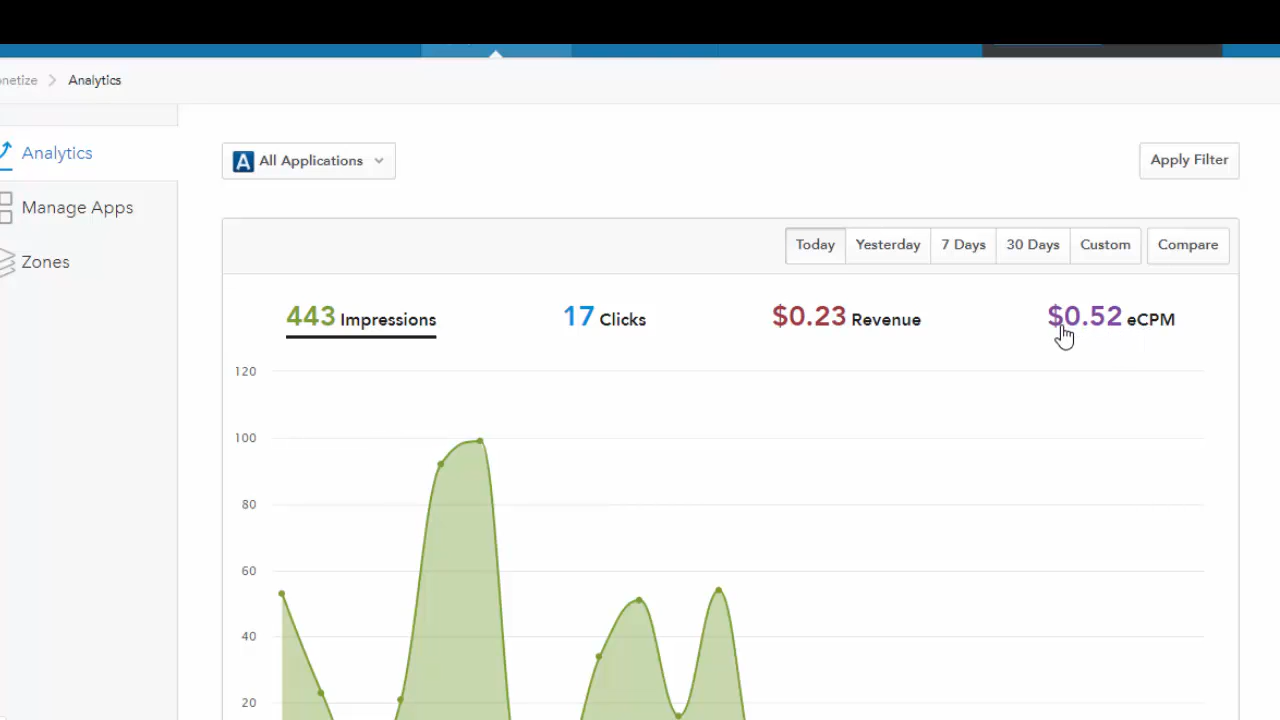 netize > Analytics
Analytics
Manage Apps
Zones
A All Applications
Apply Filter
Today Yesterday 7 Days 30 Days Custom Compare
443 Impressions 17 Clicks $0.23 Revenue $0.52 eCPM
120
100
80
60
40
20